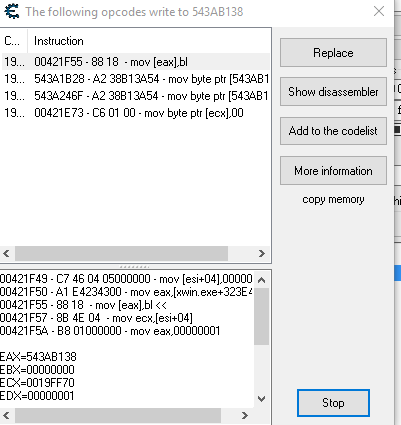 The following opcodes write to 543AB138
C... Instruction
19... 00421F55 - 88 18 - mov [eax],bl
19... 543A1B28 - A2 38B13A54 - mov byte ptr [543AB1
19... 543A246F - A2 38B13A54 - mov byte ptr [543AB1
19... 00421E73 - C6 01 00 - mov byte ptr [ecx],00
Replace
Show disassembler
Add to the codelist
More information
copy memory
00421F49 - C7 46 04 05000000 - mov [esi+04],00000
00421F50 - A1 E4234300 - mov eax,[xwin.exe+323E4
00421F55 - 88 18 - mov [eax],bl <<
00421F57 - 8B 4E 04 - mov ecx,[esi+04]
00421F5A - B8 01000000 - mov eax,00000001
EAX=543AB138
EBX=00000000
ECX=0019FF70
EDX=00000001
Stop